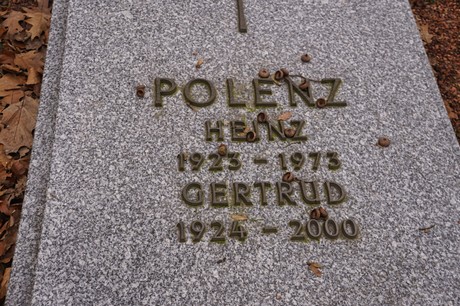 POLENZ
HEINZ
1923 - 1973
GERTRUD
1924 - 2000